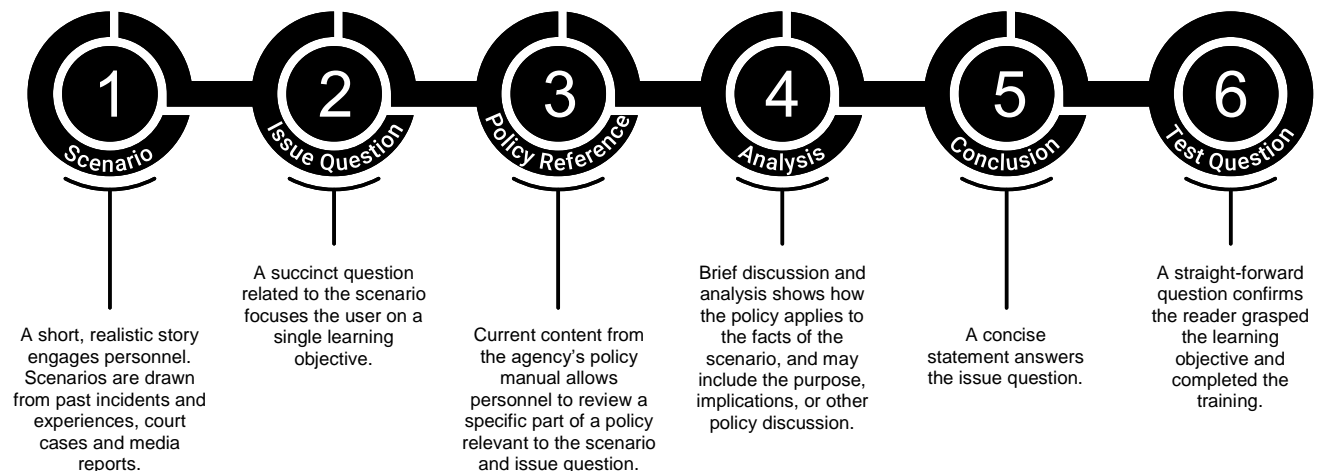 1
Scenario
A short, realistic story
engages personnel.
Scenarios are drawn
from past incidents and
experiences, court
cases and media
reports.
2
Issue Question
A succinct question
related to the scenario
focuses the user on a
single learning
objective.
3
Policy Reference
Current content from
the agency's policy
manual allows
personnel to review a
specific part of a policy
relevant to the scenario
and issue question.
4
Analysis
Brief discussion and
analysis shows how
the policy applies to
the facts of the
scenario, and may
include the purpose,
implications, or other
policy discussion.
5
Conclusion
A concise
statement answers
the issue question.
6
Test Question
A straight-forward
question confirms
the reader grasped
the learning
objective and
completed the
training.